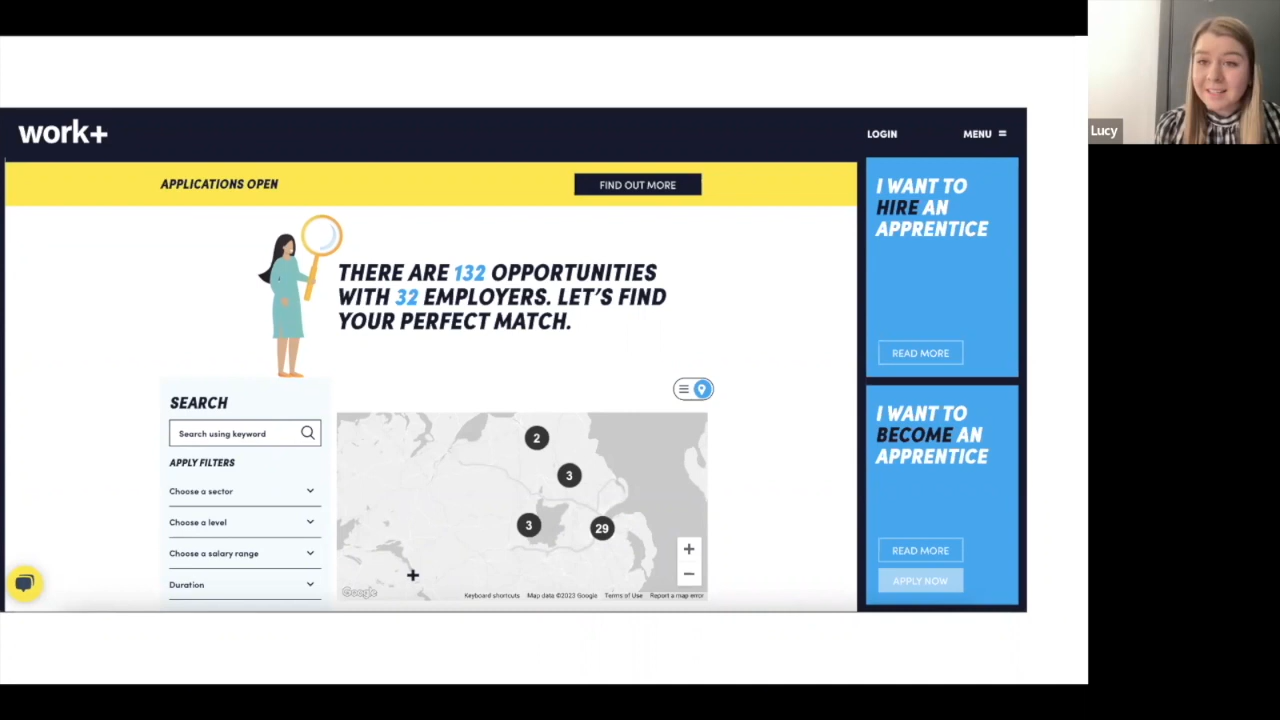 work+
LOGIN
MENU
APPLICATIONS OPEN
FIND OUT MORE
THERE ARE 132 OPPORTUNITIES
WITH 32 EMPLOYERS. LET'S FIND
YOUR PERFECT MATCH.
SEARCH
Search using keyword
APPLY FILTERS
Choose a sector
Choose a level
Choose a salary range
Duration
2
3
3
29
+
−
Google
Keyboard shortcuts
Map data ©2023 Google
Terms of Use
Report a map error
I WANT TO
HIRE AN
APPRENTICE
READ MORE
I WANT TO
BECOME AN
APPRENTICE
READ MORE
APPLY NOW
Lucy